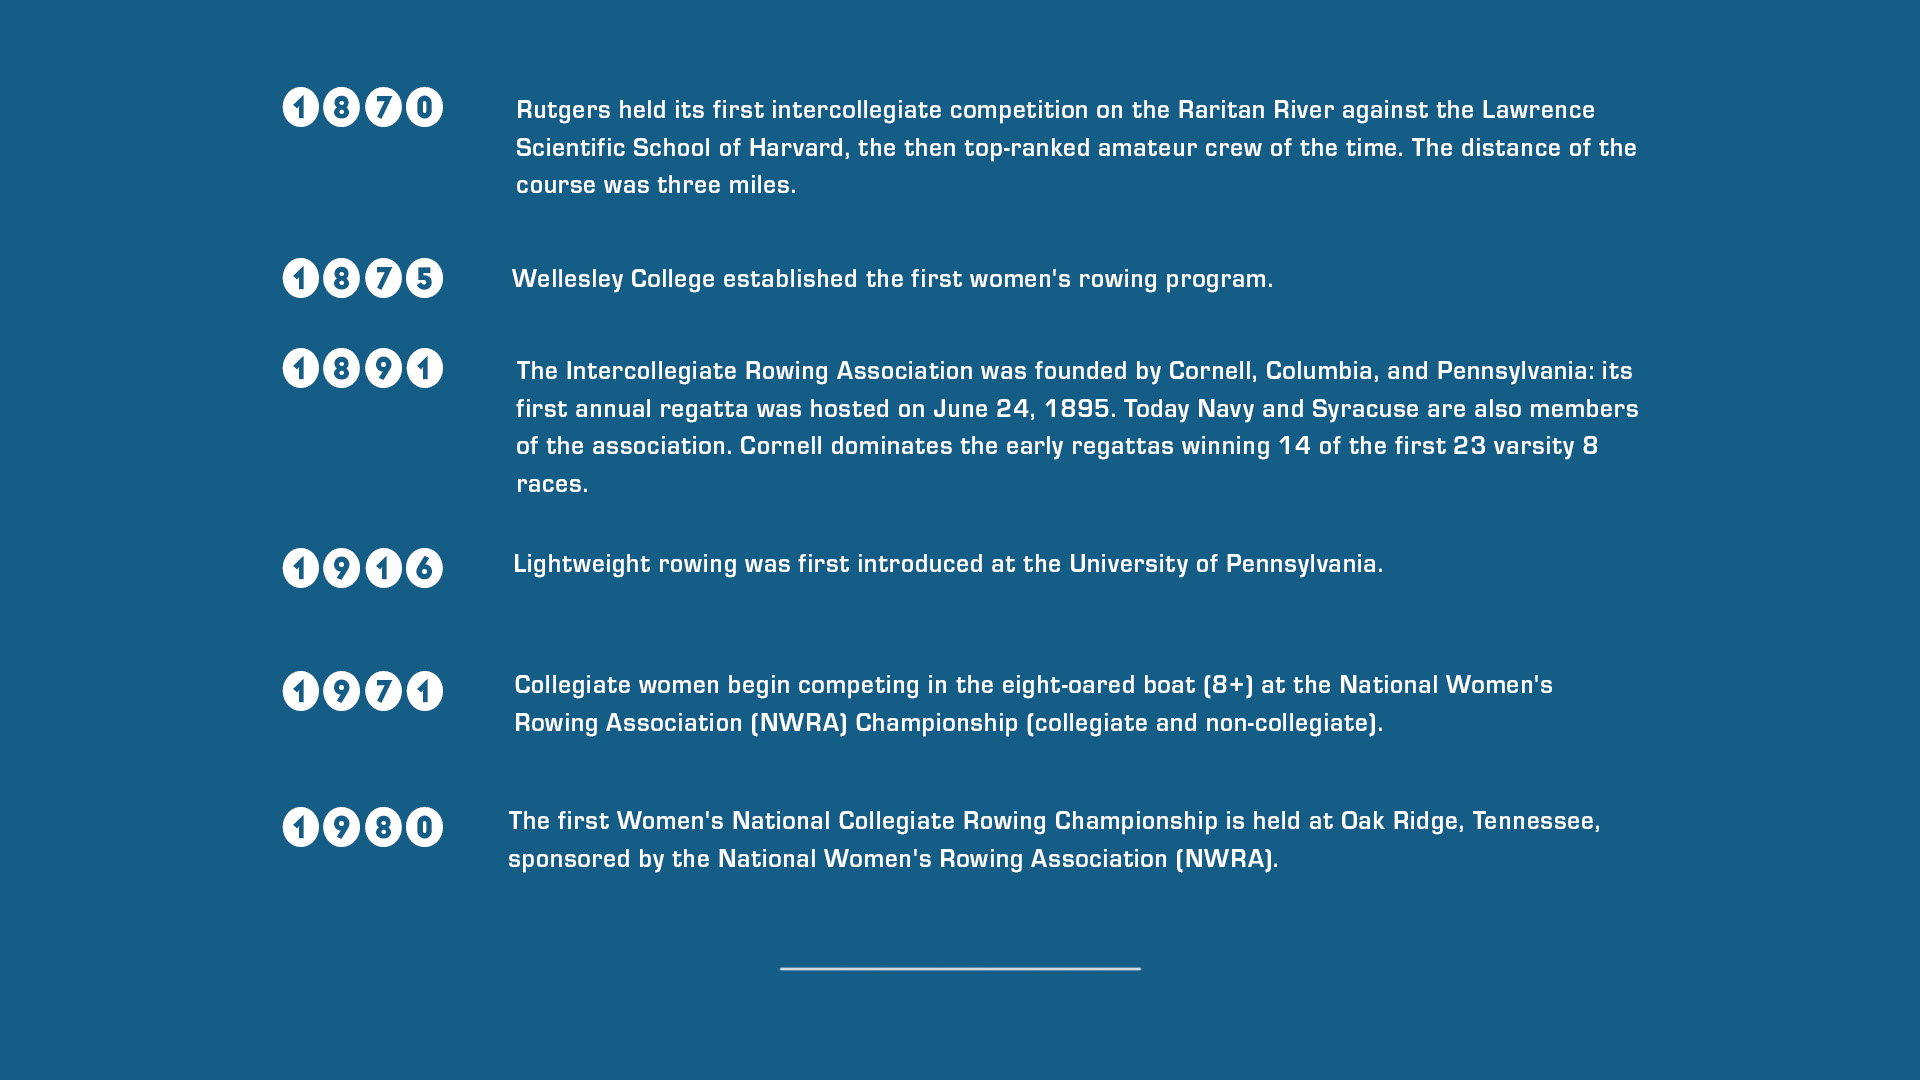 1870
Rutgers held its first intercollegiate competition on the Raritan River against the Lawrence
Scientific School of Harvard, the then top-ranked amateur crew of the time. The distance of the
course was three miles.
1875
Wellesley College established the first women's rowing program.
1891
The Intercollegiate Rowing Association was founded by Cornell, Columbia, and Pennsylvania: its
first annual regatta was hosted on June 24, 1895. Today Navy and Syracuse are also members
of the association. Cornell dominates the early regattas winning 14 of the first 23 varsity 8
races.
1916
Lightweight rowing was first introduced at the University of Pennsylvania.
1971
Collegiate women begin competing in the eight-oared boat (8+) at the National Women's
Rowing Association (NWRA) Championship (collegiate and non-collegiate).
1980
The first Women's National Collegiate Rowing Championship is held at Oak Ridge, Tennessee,
sponsored by the National Women's Rowing Association (NWRA).